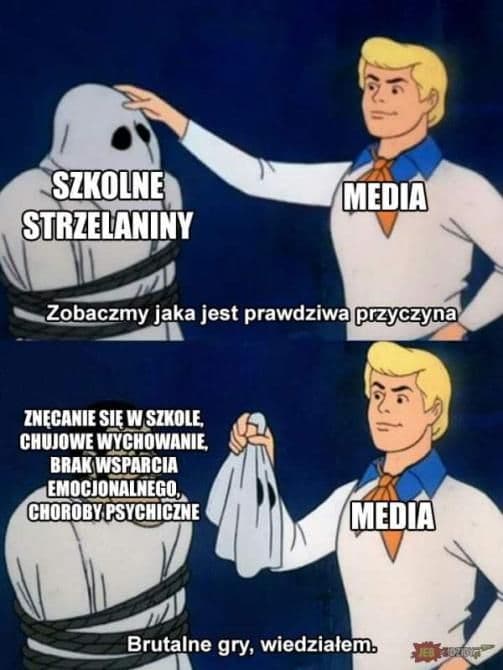 SZKOLNE
STRZELANINY
MEDIA
Zobaczmy jaka jest prawdziwa przyczyna
ZNĘCANIE SIĘ W SZKOLE,
CHUJOWE WYCHOWANIE,
BRAK WSPARCIA
EMOCJONALNEGO,
CHOROBY PSYCHICZNE
MEDIA
Brutalne gry, wiedziałem.
JEB